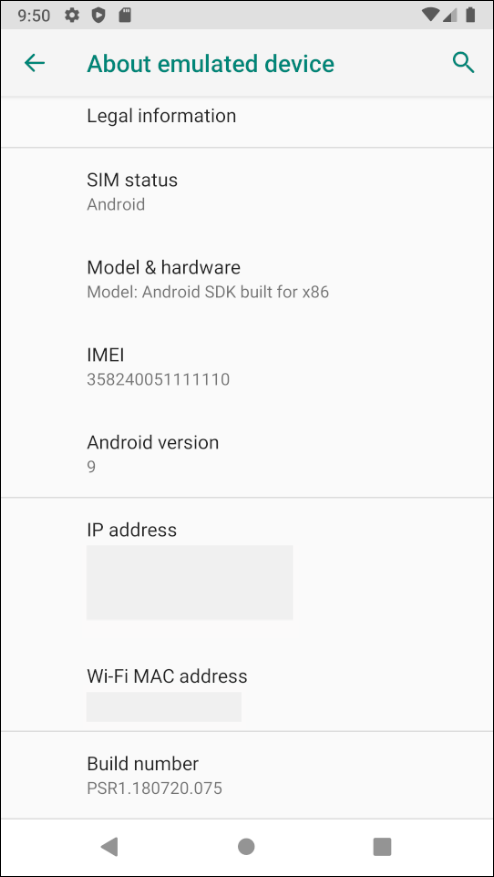 9:50
About emulated device
Legal information
SIM status
Android
Model & hardware
Model: Android SDK built for x86
IMEI
358240051111110
Android version
9
IP address
Wi-Fi MAC address
Build number
PSR1.180720.075